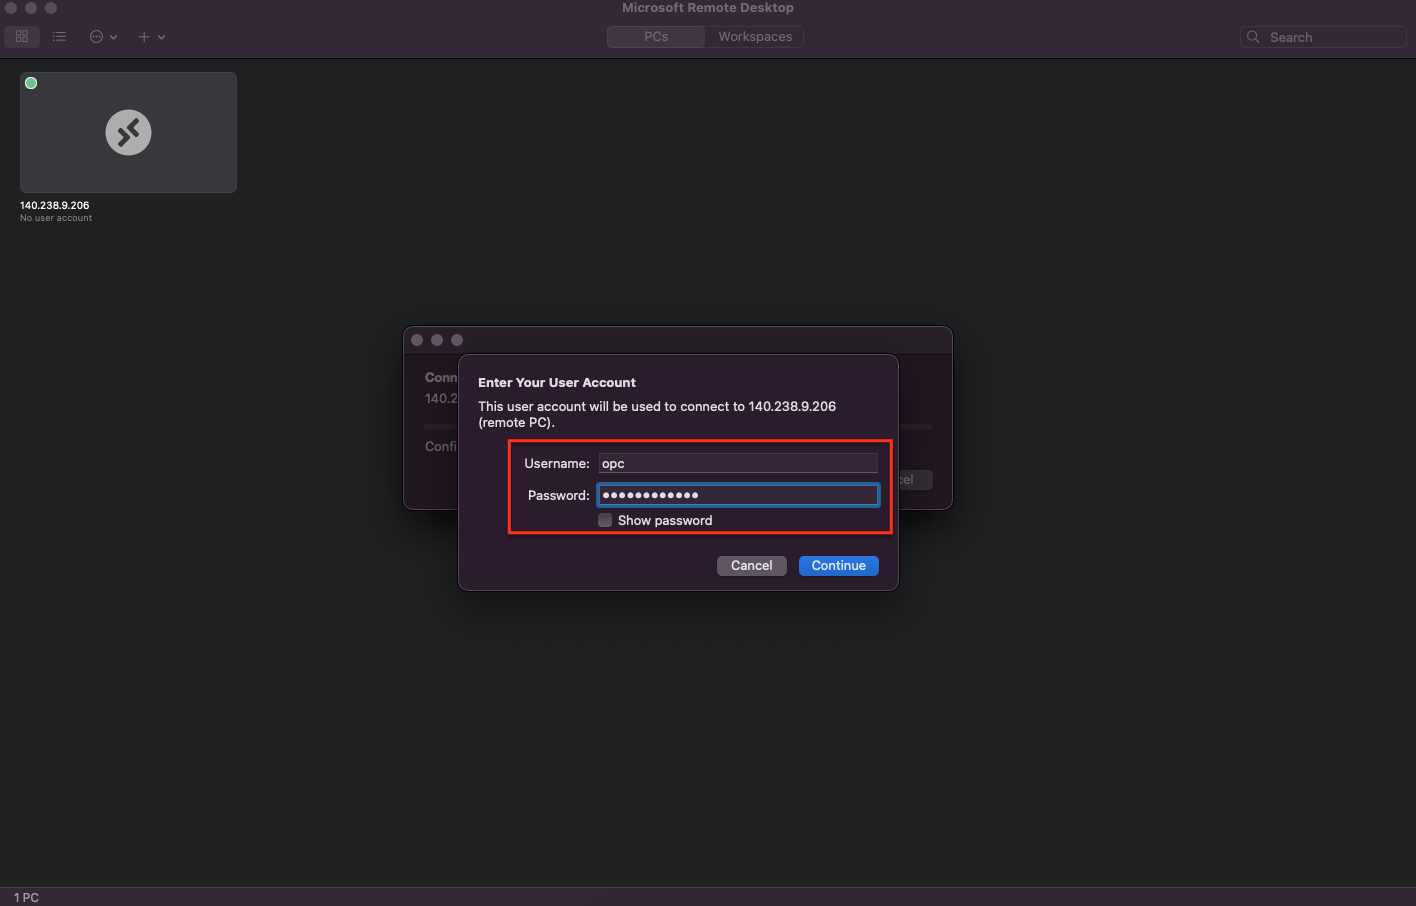 Microsoft Remote Desktop
PCs
Workspaces
Search
140.238.9.206
No user account
Conn
140.2
Confi
cel
Enter Your User Account
This user account will be used to connect to 140.238.9.206
(remote PC).
Username: opc
Password: ●●●●●●●●●●●●
Show password
Cancel
Continue
1 PC